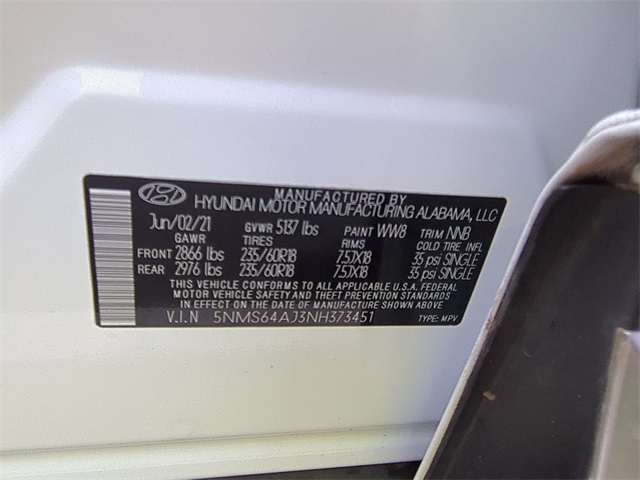 MANUFACTURED BY
HYUNDAI MOTOR MANUFACTURING ALABAMA, LLC
Jun/02/21 GVWR 5137 lbs PAINT WW8 TRIM NNB
GAWR TIRES RIMS COLD TIRE INFL
FRONT 2866 lbs 235/60R18 7.5JX18 35 psi SINGLE
REAR 2976 lbs 235/60R18 7.5JX18 35 psi SINGLE
THIS VEHICLE CONFORMS TO ALL APPLICABLE U.S.A. FEDERAL
MOTOR VEHICLE SAFETY AND THEFT PREVENTION STANDARDS
IN EFFECT ON THE DATE OF MANUFACTURE SHOWN ABOVE.
V.I.N 5NMS64AJ3NH373451 TYPE: MPV